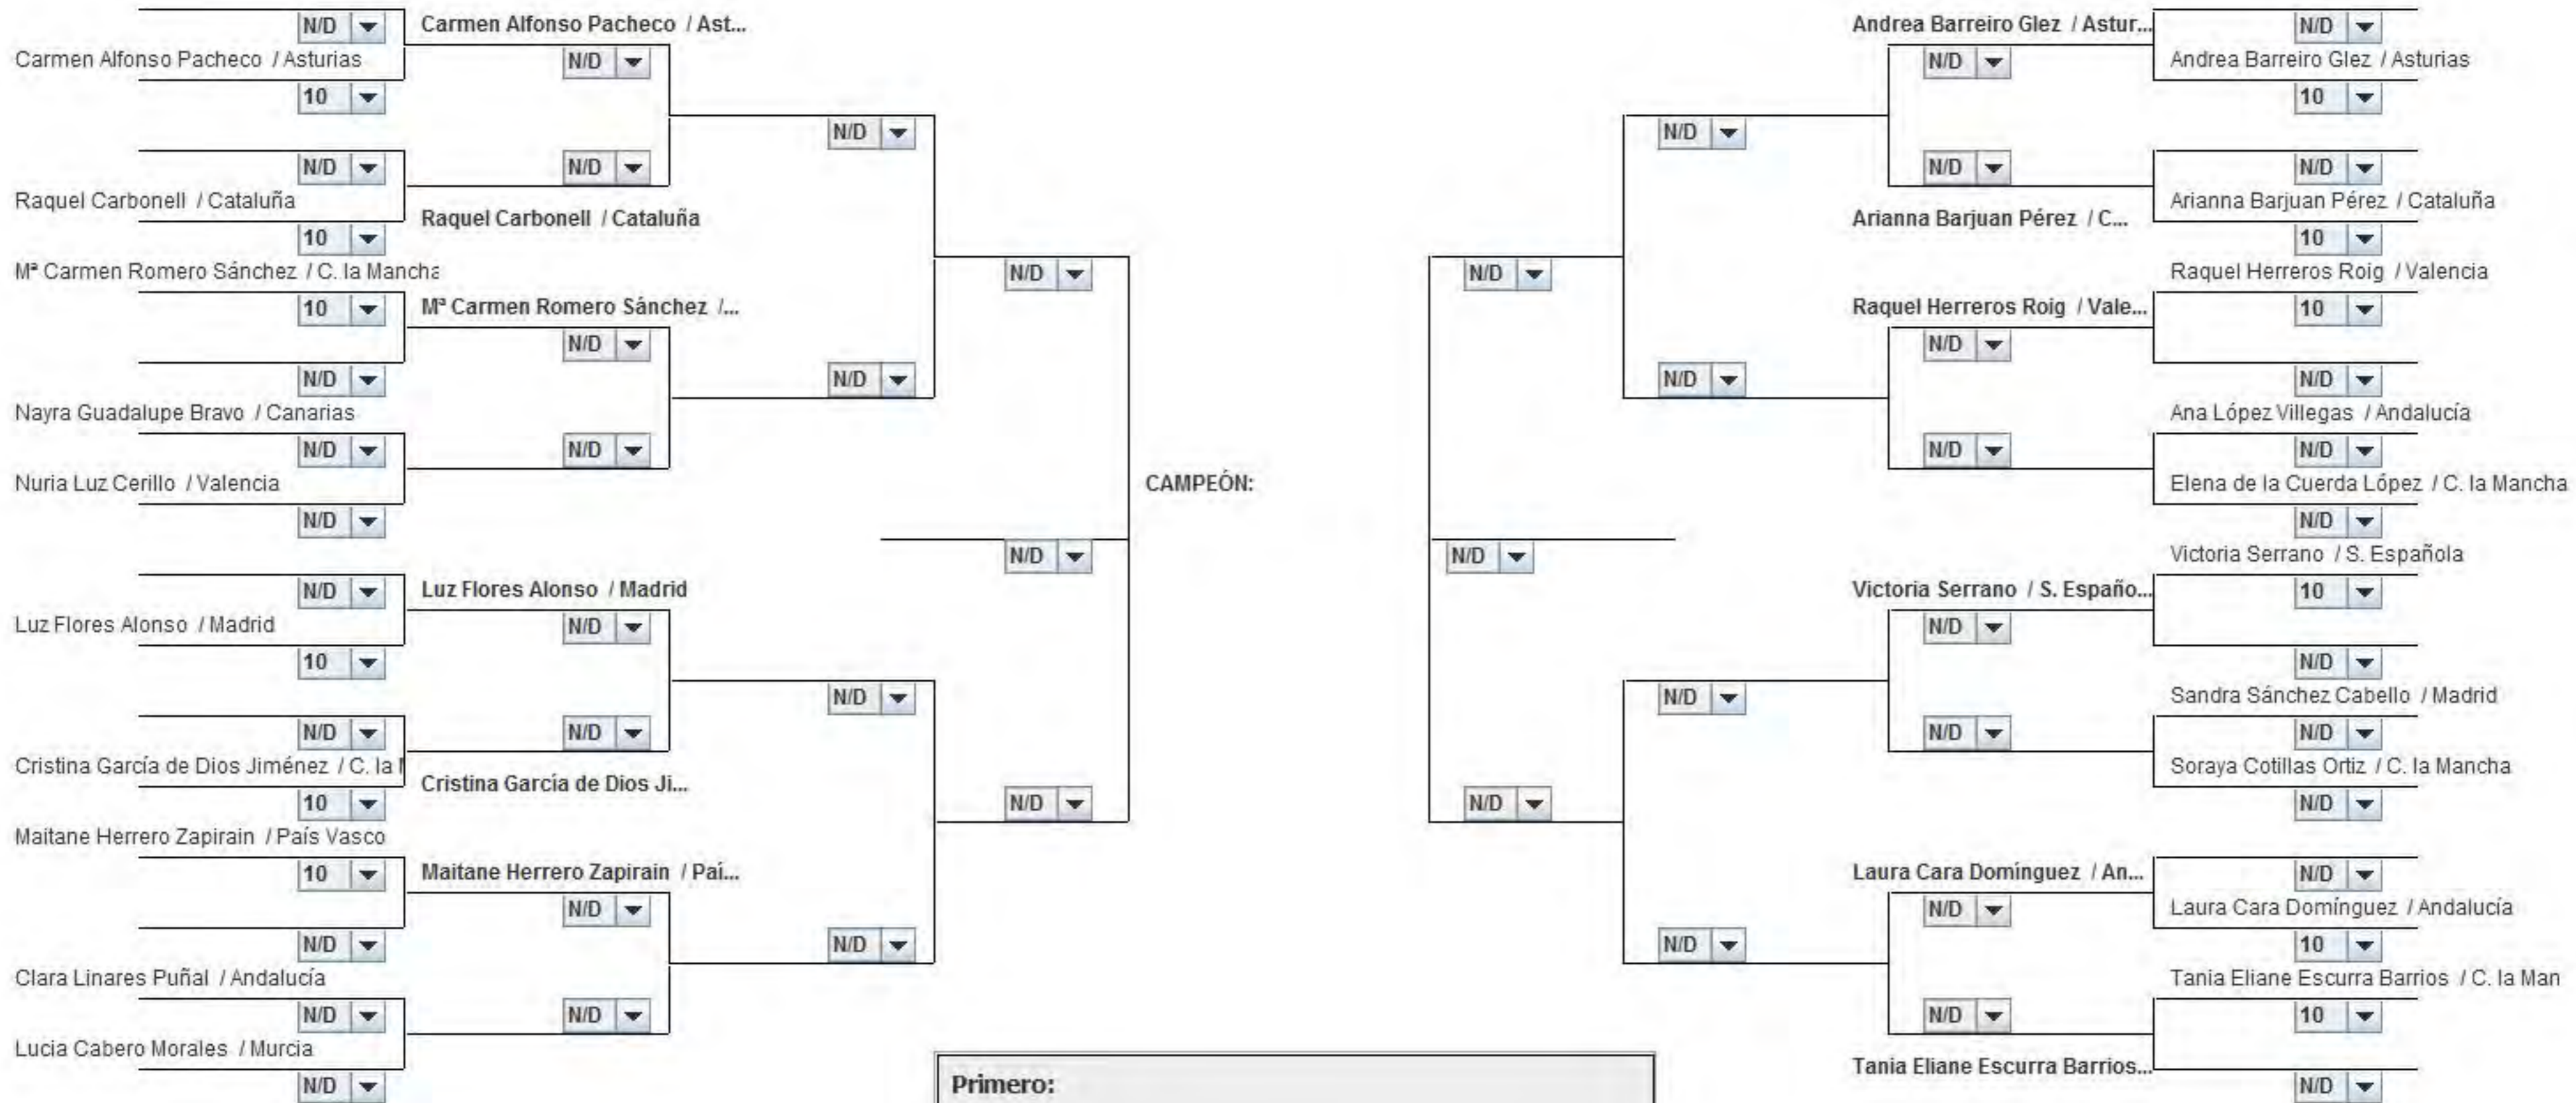 N/D
Carmen Alfonso Pacheco / Asturias
10
N/D
Raquel Carbonell / Cataluña
10
Mª Carmen Romero Sánchez / C. la Mancha
10
N/D
Nayra Guadalupe Bravo / Canarias
N/D
Nuria Luz Cerillo / Valencia
N/D
N/D
Luz Flores Alonso / Madrid
10
N/D
Cristina García de Dios Jiménez / C. la
10
Maitane Herrero Zapirain / País Vasco
10
N/D
Clara Linares Puñal / Andalucía
N/D
Lucia Cabero Morales / Murcia
N/D
Carmen Alfonso Pacheco / Ast...
N/D
N/D
Raquel Carbonell / Cataluña
Mª Carmen Romero Sánchez /...
N/D
N/D
Luz Flores Alonso / Madrid
N/D
N/D
Cristina García de Dios Ji...
Maitane Herrero Zapirain / Paí...
N/D
N/D
N/D
N/D
N/D
N/D
N/D
N/D
N/D
CAMPEÓN:
Primero:
N/D
N/D
N/D
N/D
N/D
N/D
N/D
Andrea Barreiro Glez / Astur...
N/D
N/D
Arianna Barjuan Pérez / C...
Raquel Herreros Roig / Vale...
N/D
N/D
Victoria Serrano / S. Españo...
N/D
N/D
Laura Cara Domínguez / An...
N/D
N/D
Tania Eliane Escurra Barrios...
N/D
Andrea Barreiro Glez / Asturias
10
N/D
Arianna Barjuan Pérez / Cataluña
10
Raquel Herreros Roig / Valencia
10
N/D
Ana López Villegas / Andalucía
N/D
Elena de la Cuerda López / C. la Mancha
N/D
Victoria Serrano / S. Española
10
N/D
Sandra Sánchez Cabello / Madrid
N/D
Soraya Cotillas Ortiz / C. la Mancha
N/D
N/D
Laura Cara Domínguez / Andalucía
10
Tania Eliane Escurra Barrios / C. la Man
10
N/D